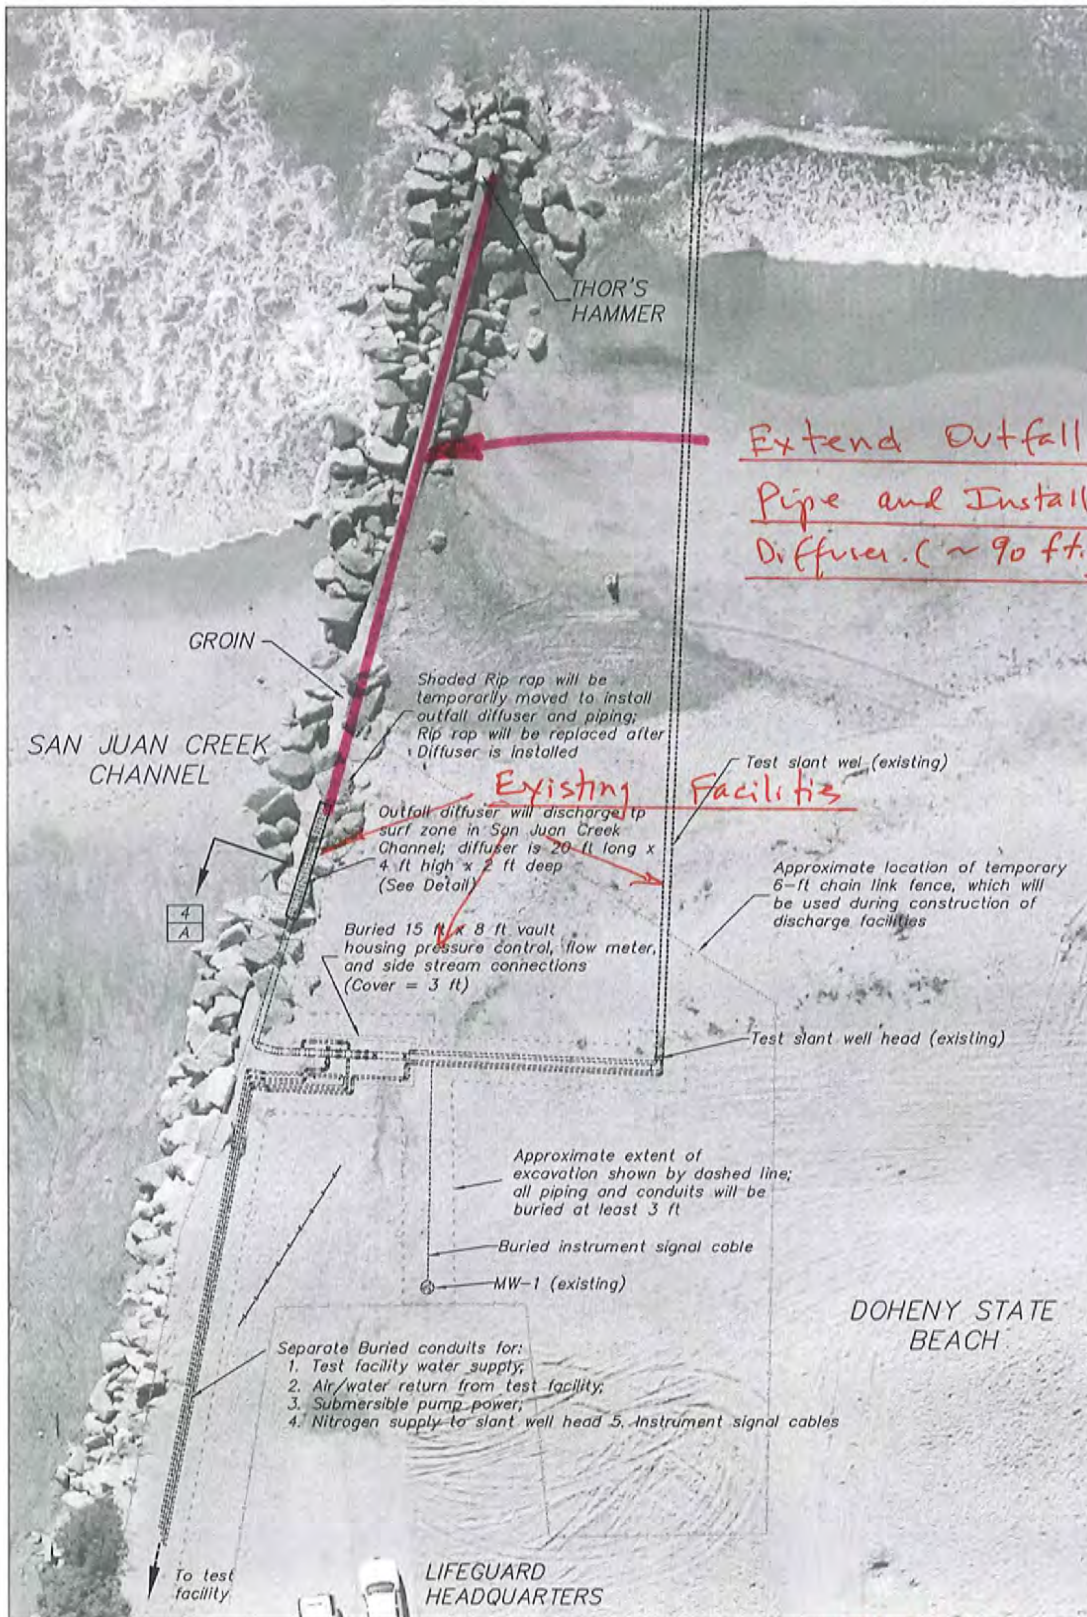 THOR'S
HAMMER
Extend Outfall
Pipe and Install
Diffuser. (~ 90 ft.
GROIN
Shaded Rip rap will be
temporarily moved to install
outfall diffuser and piping;
Rip rap will be replaced after
Diffuser is installed
SAN JUAN CREEK
CHANNEL
Test slant wel (existing)
Existing Facilities
Outfall diffuser will discharge tp
surf zone in San Juan Creek
Channel; diffuser is 20 ft long x
4 ft high x 2 ft deep
(See Detail)
Approximate location of temporary
6-ft chain link fence, which will
be used during construction of
discharge facilities
4
A
Buried 15 ft x 8 ft vault
housing pressure control, flow meter,
and side stream connections
(Cover = 3 ft)
Test slant well head (existing)
Approximate extent of
excavation shown by dashed line;
all piping and conduits will be
buried at least 3 ft
Buried instrument signal cable
MW-1 (existing)
DOHENY STATE
BEACH
Separate Buried conduits for:
1. Test facility water supply;
2. Air/water return from test facility;
3. Submersible pump power;
4. Nitrogen supply to slant well head 5. Instrument signal cables
To test
facility
LIFEGUARD
HEADQUARTERS